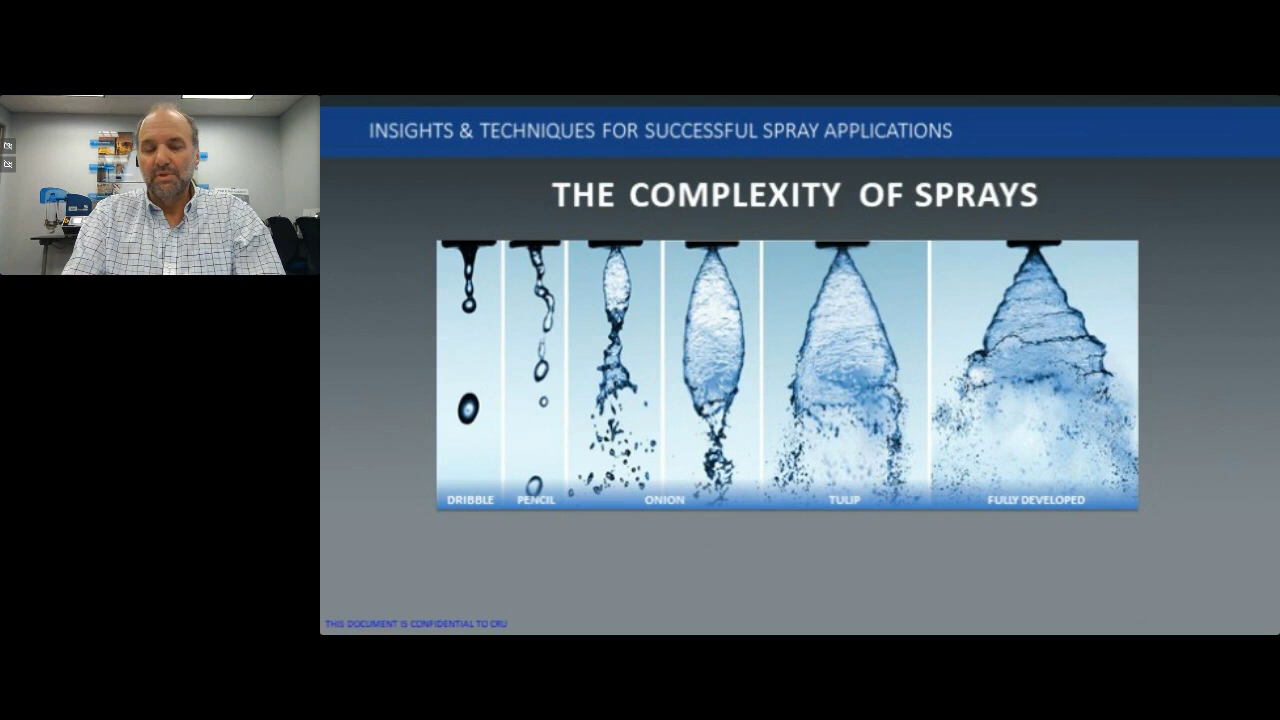 INSIGHTS & TECHNIQUES FOR SUCCESSFUL SPRAY APPLICATIONS
THE COMPLEXITY OF SPRAYS
DRIBBLE PENCIL ONION TULIP FULLY DEVELOPED
THIS DOCUMENT IS CONFIDENTIAL TO CRU